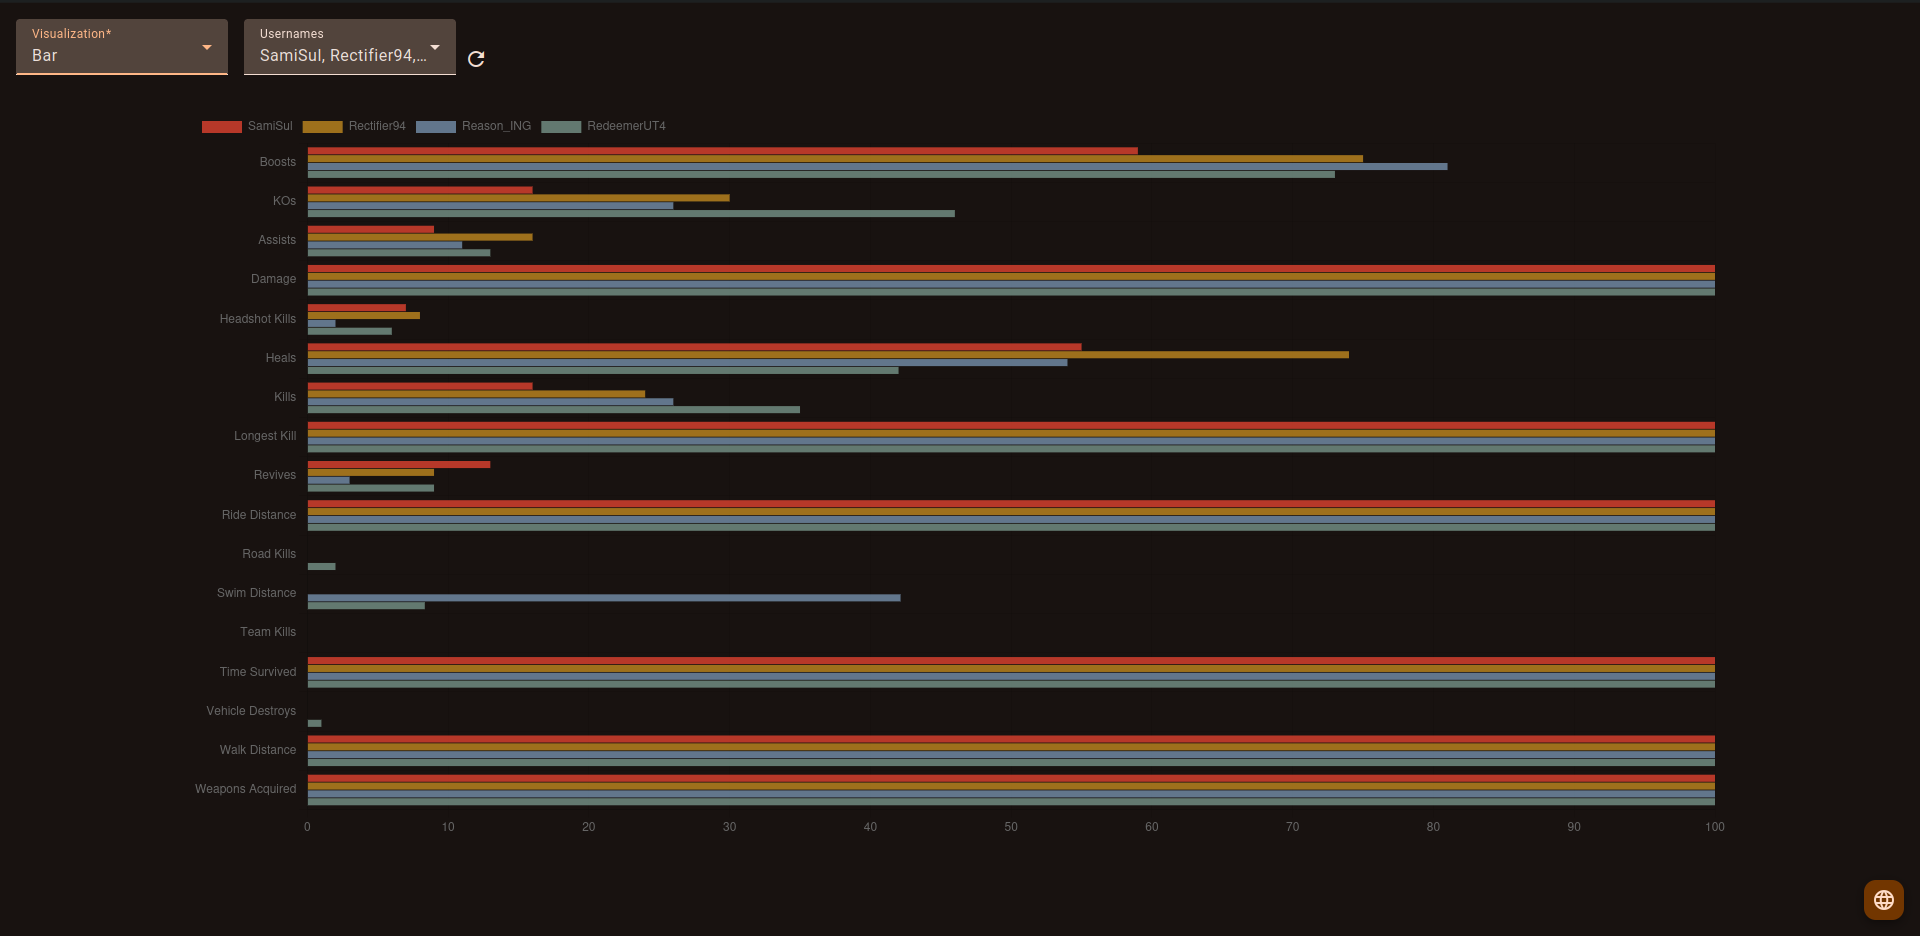 Visualization*
Bar
Usernames
SamiSul, Rectifier94,...
SamiSul Rectifier94 Reason_ING RedeemerUT4
Boosts
KOs
Assists
Damage
Headshot Kills
Heals
Kills
Longest Kill
Revives
Ride Distance
Road Kills
Swim Distance
Team Kills
Time Survived
Vehicle Destroys
Walk Distance
Weapons Acquired
0 10 20 30 40 50 60 70 80 90 100